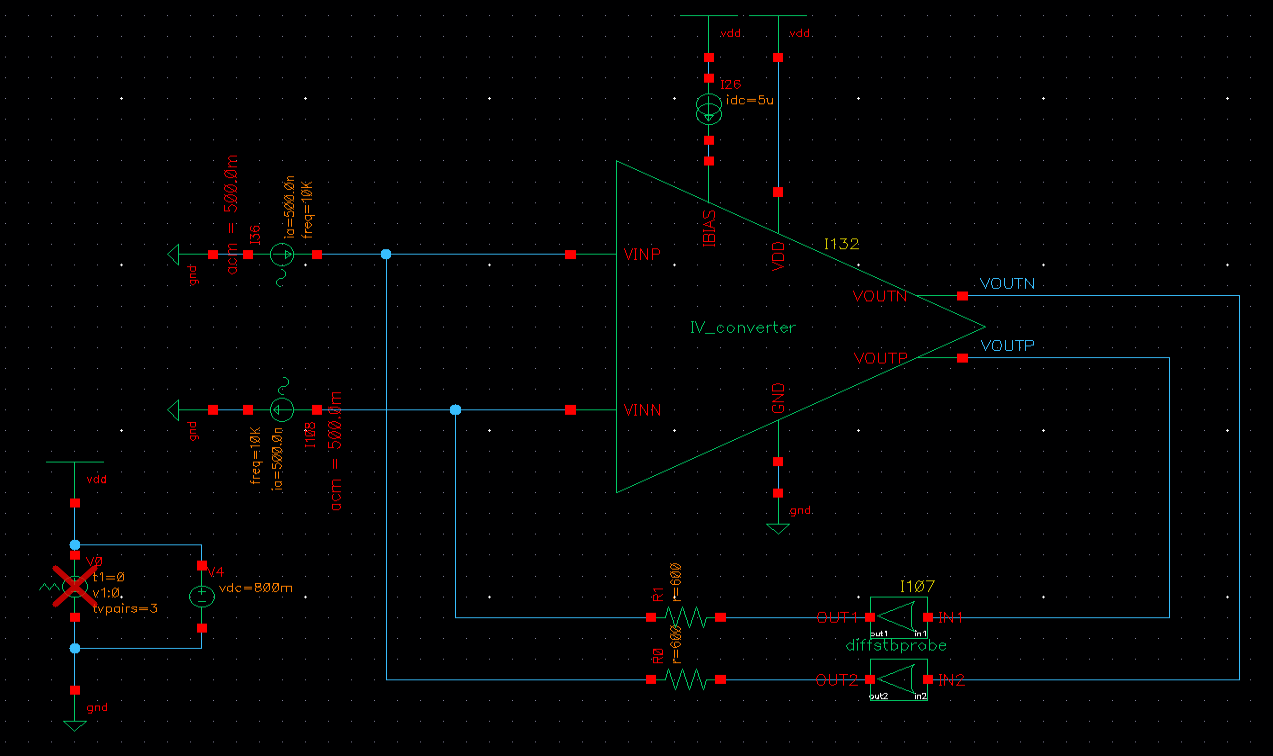 vdd
vdd
I26
idc=5u
acm = 500.0m
I36
ia=500.0n
freq=10K
gnd
VINP
IBIAS
VDD
I132
VOUTN
VOUTN
IV_converter
VOUTP
VOUTP
VINN
GND
gnd
freq=10K
ia=500.0n
I108
acm = 500.0m
vdd
gnd
V0
t1=0
v1:0
tvpairs=3
V4
vdc=800m
gnd
R1
r=600
I107
OUT1
IN1
out1
in1
diffstbprobe
R0
r=600
OUT2
IN2
out2
in2